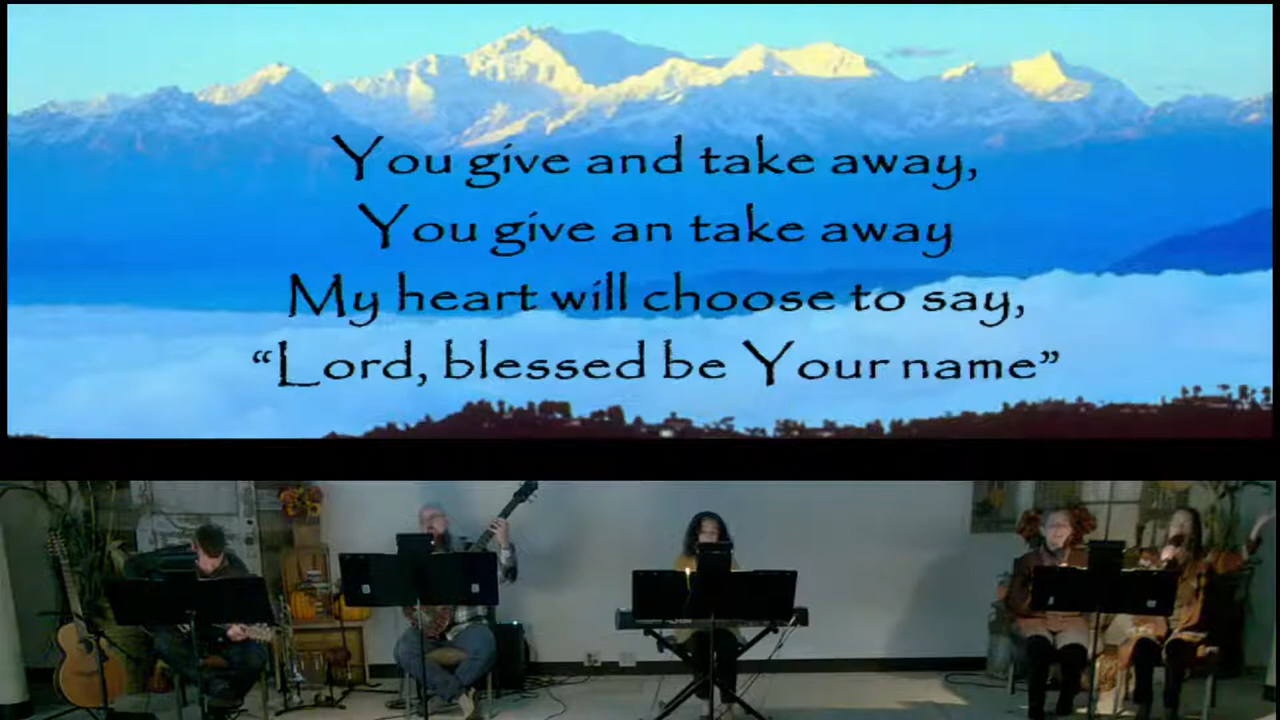 You give and take away,
You give an take away
My heart will choose to say,
“Lord, blessed be Your name”